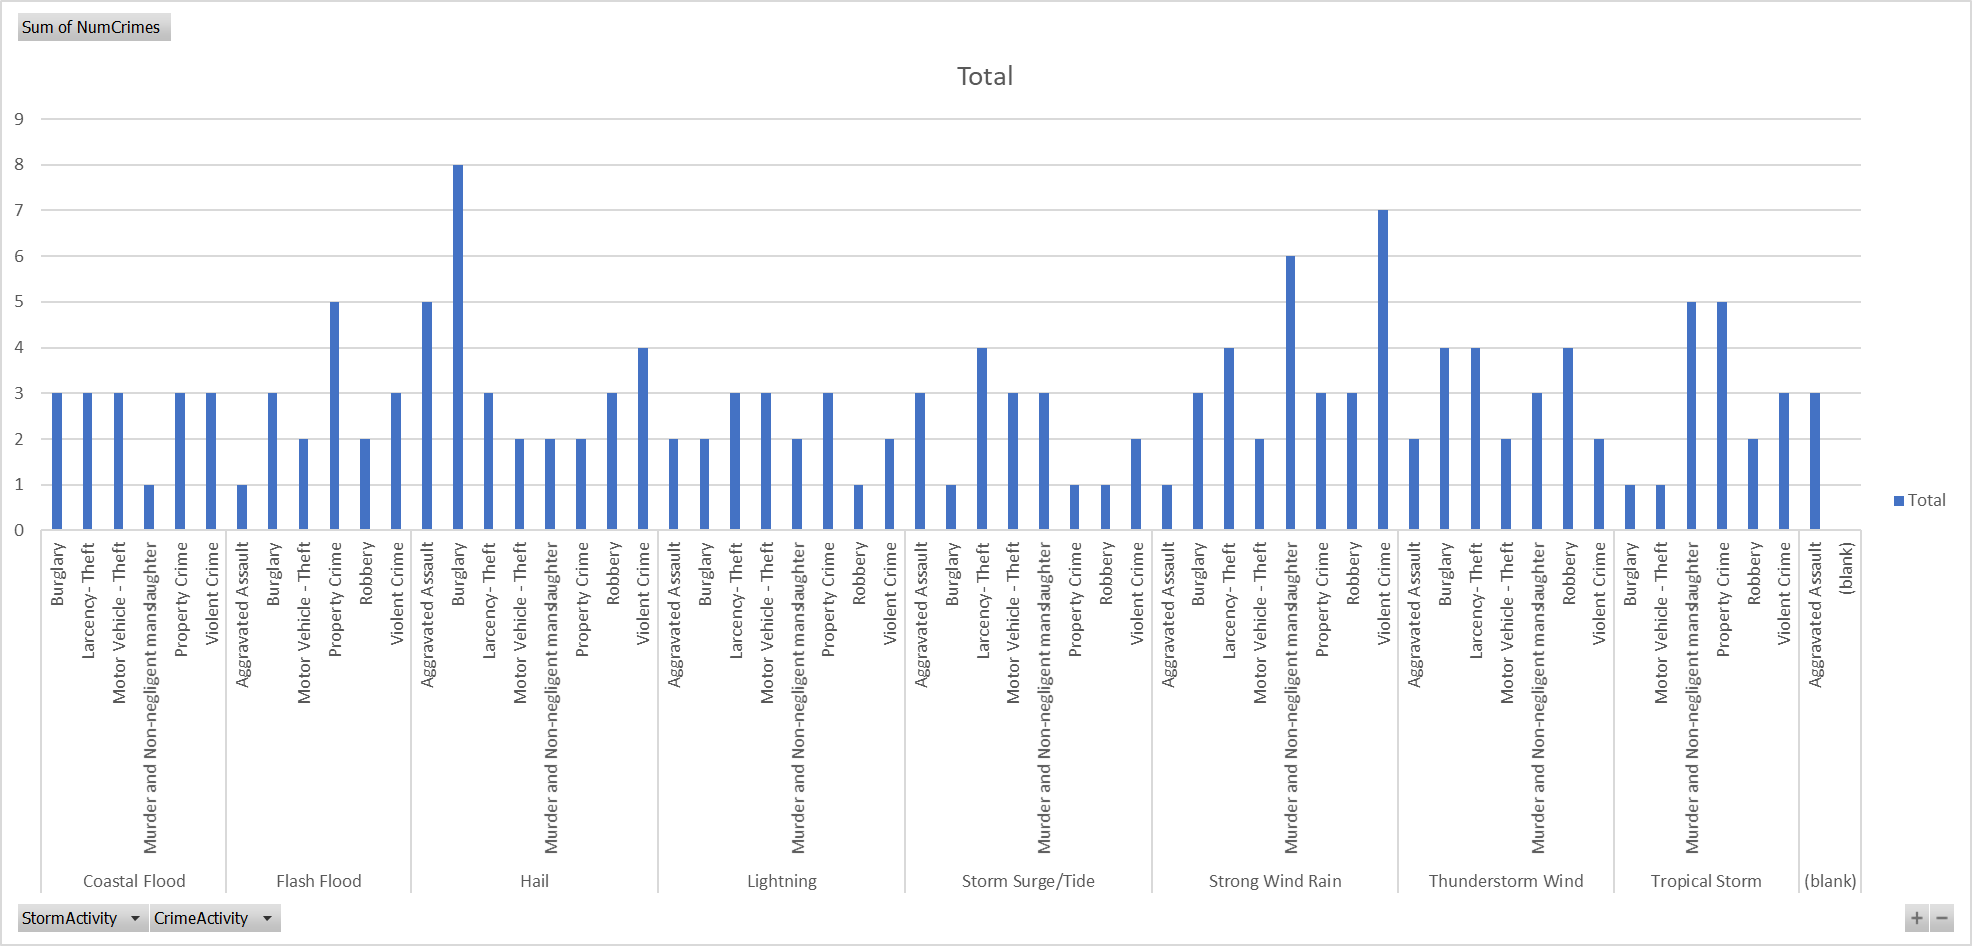 Sum of NumCrimes
Total
9
8
7
6
5
4
3
2
1
0
Total
Burglary
Larcency- Theft
Motor Vehicle - Theft
Murder and Non-negligent manslaughter
Property Crime
Violent Crime
Aggravated Assault
Burglary
Motor Vehicle - Theft
Property Crime
Robbery
Violent Crime
Aggravated Assault
Burglary
Larcency- Theft
Motor Vehicle - Theft
Murder and Non-negligent manslaughter
Property Crime
Robbery
Violent Crime
Aggravated Assault
Burglary
Larcency- Theft
Motor Vehicle - Theft
Murder and Non-negligent manslaughter
Property Crime
Robbery
Violent Crime
Aggravated Assault
Burglary
Larcency- Theft
Motor Vehicle - Theft
Murder and Non-negligent manslaughter
Property Crime
Robbery
Violent Crime
Aggravated Assault
Burglary
Larcency- Theft
Motor Vehicle - Theft
Murder and Non-negligent manslaughter
Property Crime
Robbery
Violent Crime
Aggravated Assault
Burglary
Larcency- Theft
Motor Vehicle - Theft
Murder and Non-negligent manslaughter
Robbery
Violent Crime
Burglary
Motor Vehicle - Theft
Murder and Non-negligent manslaughter
Property Crime
Robbery
Violent Crime
Aggravated Assault
(blank)
Coastal Flood
Flash Flood
Hail
Lightning
Storm Surge/Tide
Strong Wind Rain
Thunderstorm Wind
Tropical Storm
(blank)
StormActivity
CrimeActivity
+ −